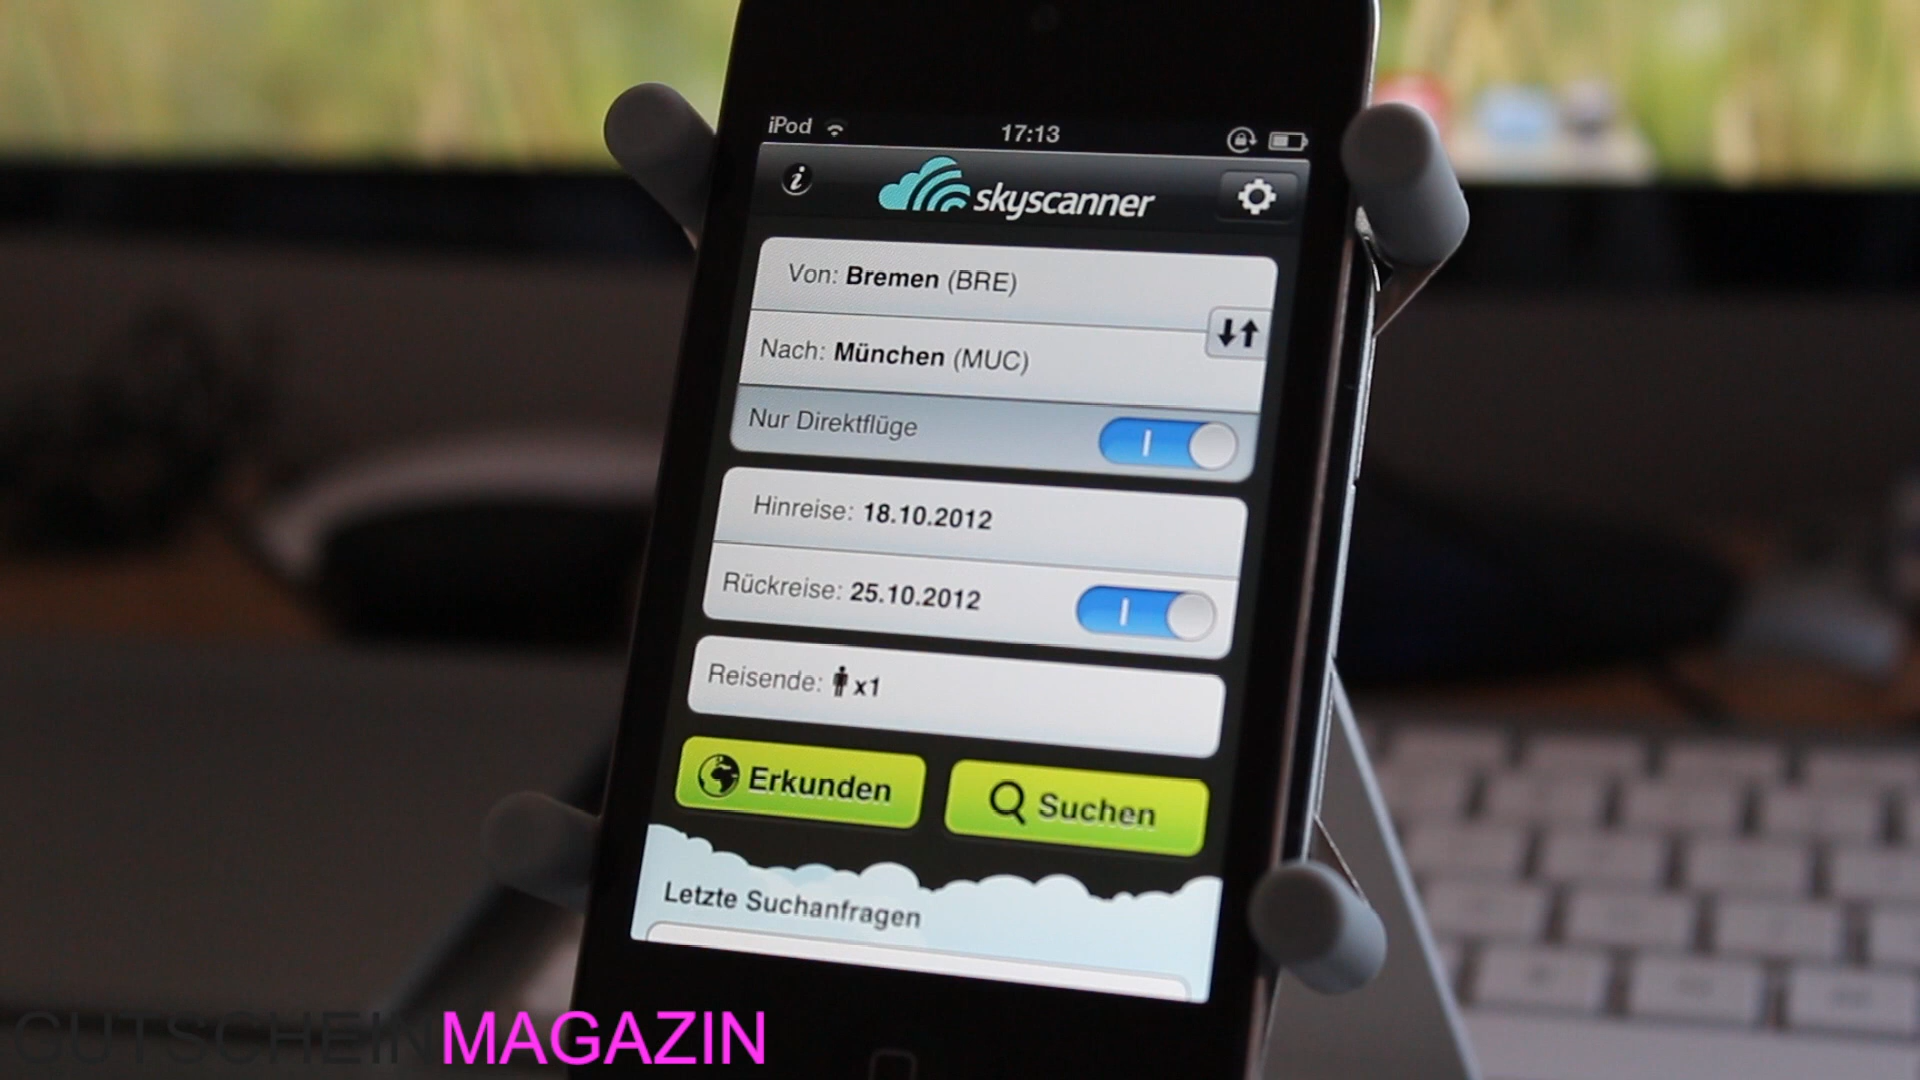 iPod 17:13
i skyscanner
Von: Bremen (BRE)
Nach: München (MUC)
Nur Direktflüge
Hinreise: 18.10.2012
Rückreise: 25.10.2012
Reisende: x1
Erkunden Suchen
Letzte Suchanfragen
GUTSCHEINMAGAZIN